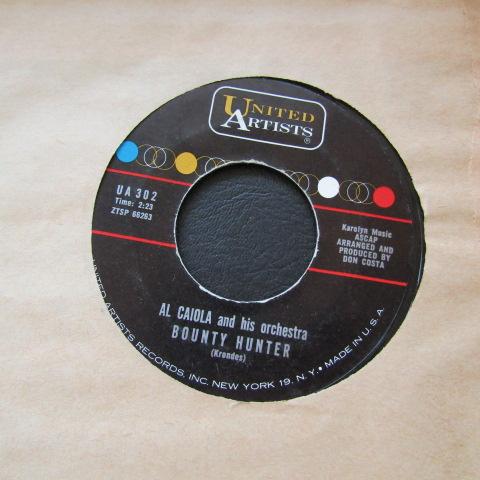 UNITED
ARTISTS
®
UA 302
Time: 2:23
ZTSP 66263
Karolyn Music
ASCAP
ARRANGED AND
PRODUCED BY
DON COSTA
AL CAIOLA and his orchestra
BOUNTY HUNTER
(Krondes)
UNITED ARTISTS RECORDS, INC. NEW YORK 19, N.Y. • MADE IN U.S.A.